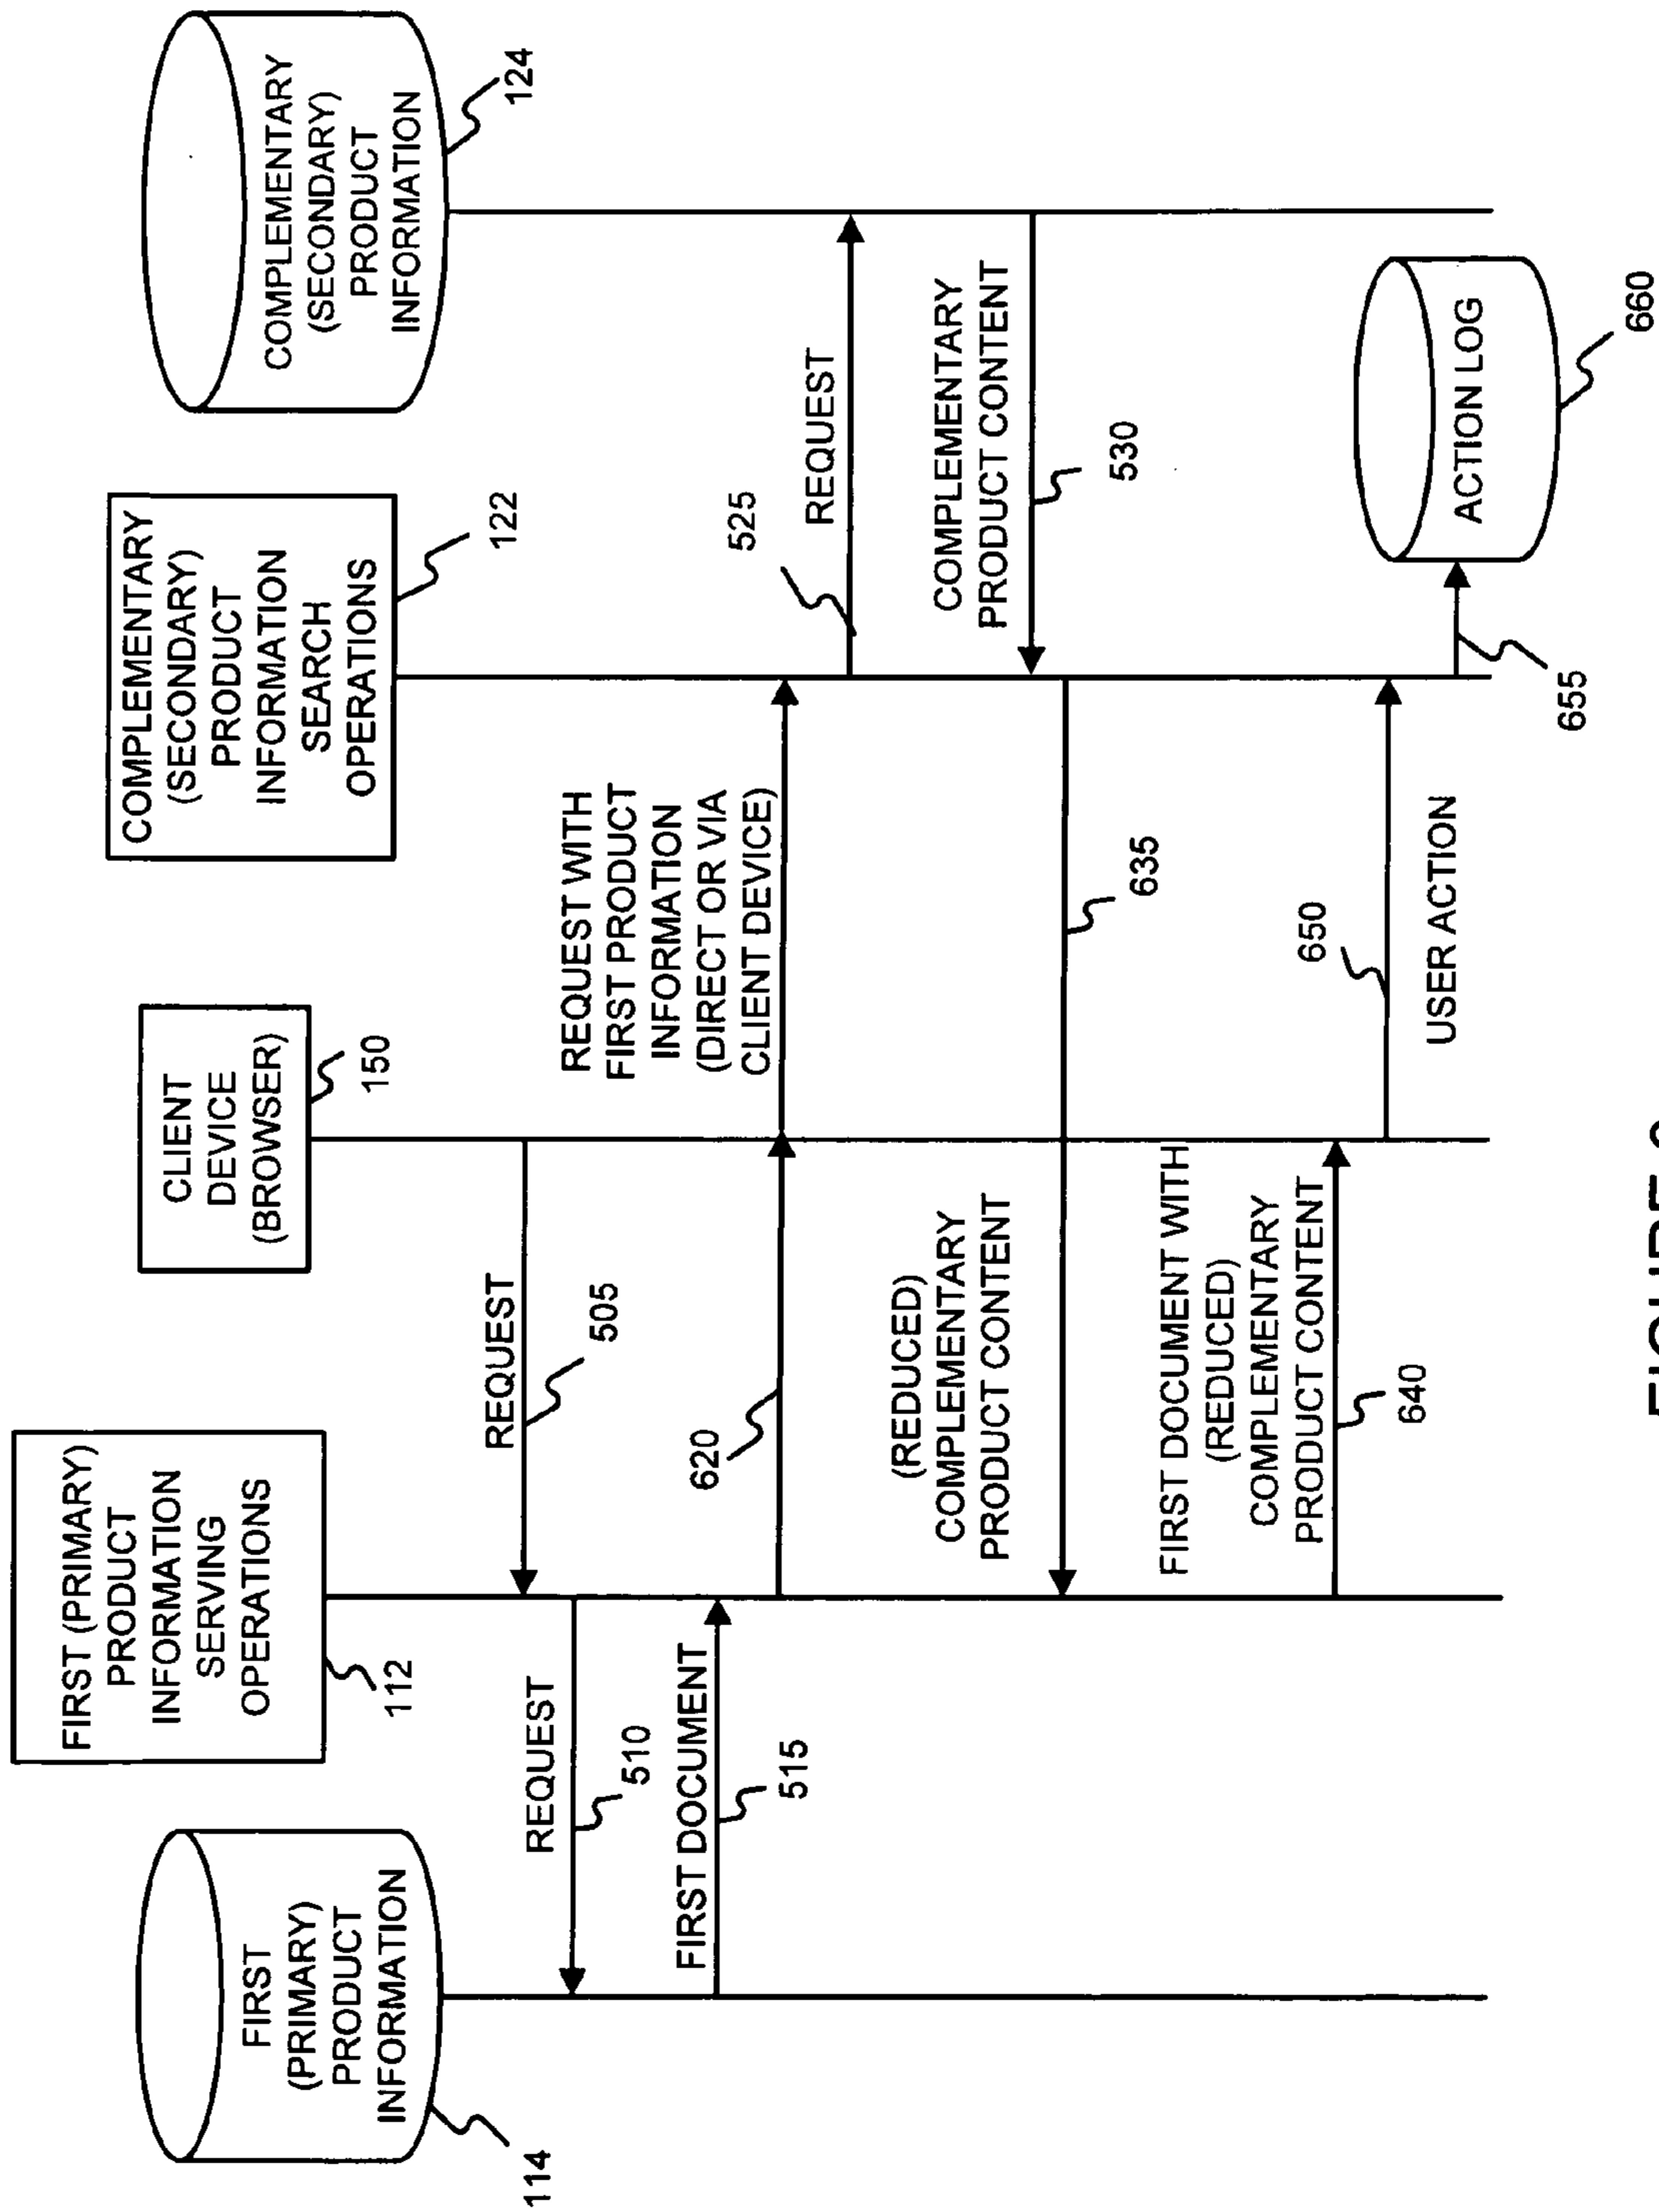 FIRST
(PRIMARY)
PRODUCT
INFORMATION
114
FIRST (PRIMARY)
PRODUCT
INFORMATION
SERVING
OPERATIONS
112
CLIENT
DEVICE
(BROWSER)
150
COMPLEMENTARY
(SECONDARY)
PRODUCT
INFORMATION
SEARCH
OPERATIONS
122
COMPLEMENTARY
(SECONDARY)
PRODUCT
INFORMATION
124
REQUEST
505
REQUEST
510
FIRST DOCUMENT
515
REQUEST WITH
FIRST PRODUCT
INFORMATION
(DIRECT OR VIA
CLIENT DEVICE)
620
525
REQUEST
COMPLEMENTARY
PRODUCT CONTENT
530
(REDUCED)
COMPLEMENTARY
PRODUCT CONTENT
635
FIRST DOCUMENT WITH
(REDUCED)
COMPLEMENTARY
PRODUCT CONTENT
640
650
USER ACTION
655
ACTION LOG
660